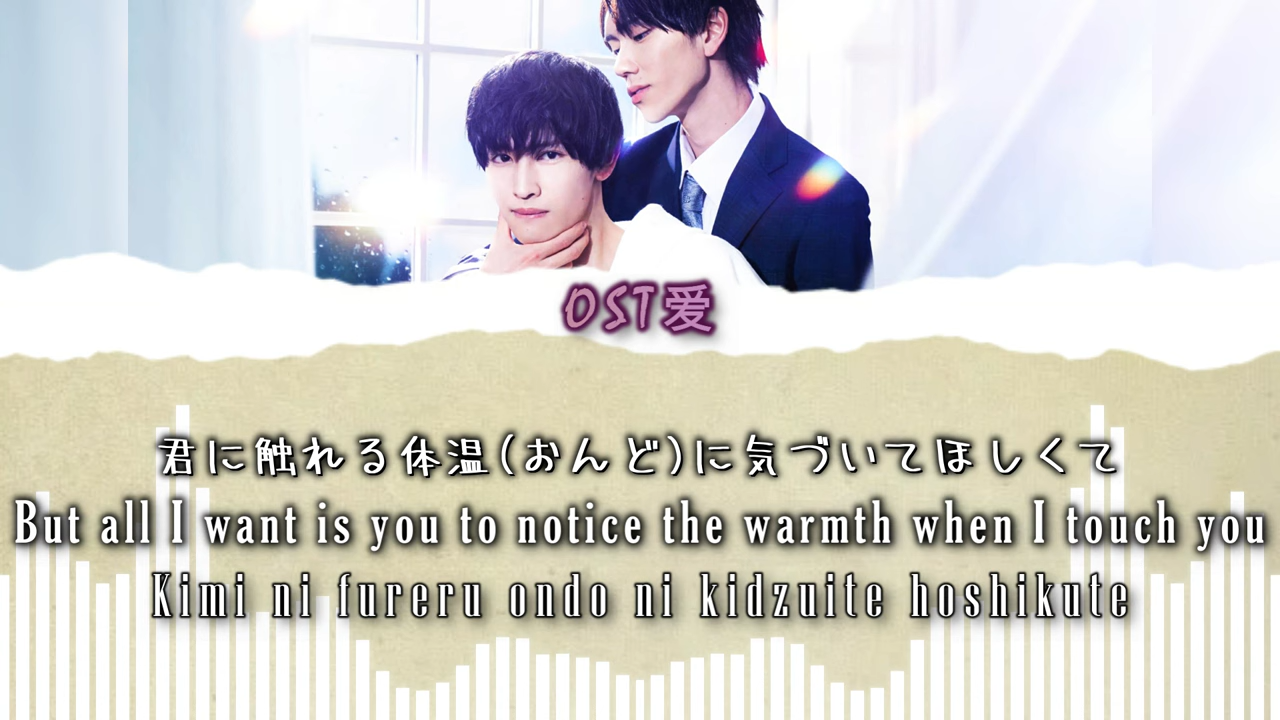 OST爱
君に触れる体温(おんど)に気づいてほしくて
But all I want is you to notice the warmth when I touch you
Kimi ni fureru ondo ni kidzuite hoshikute